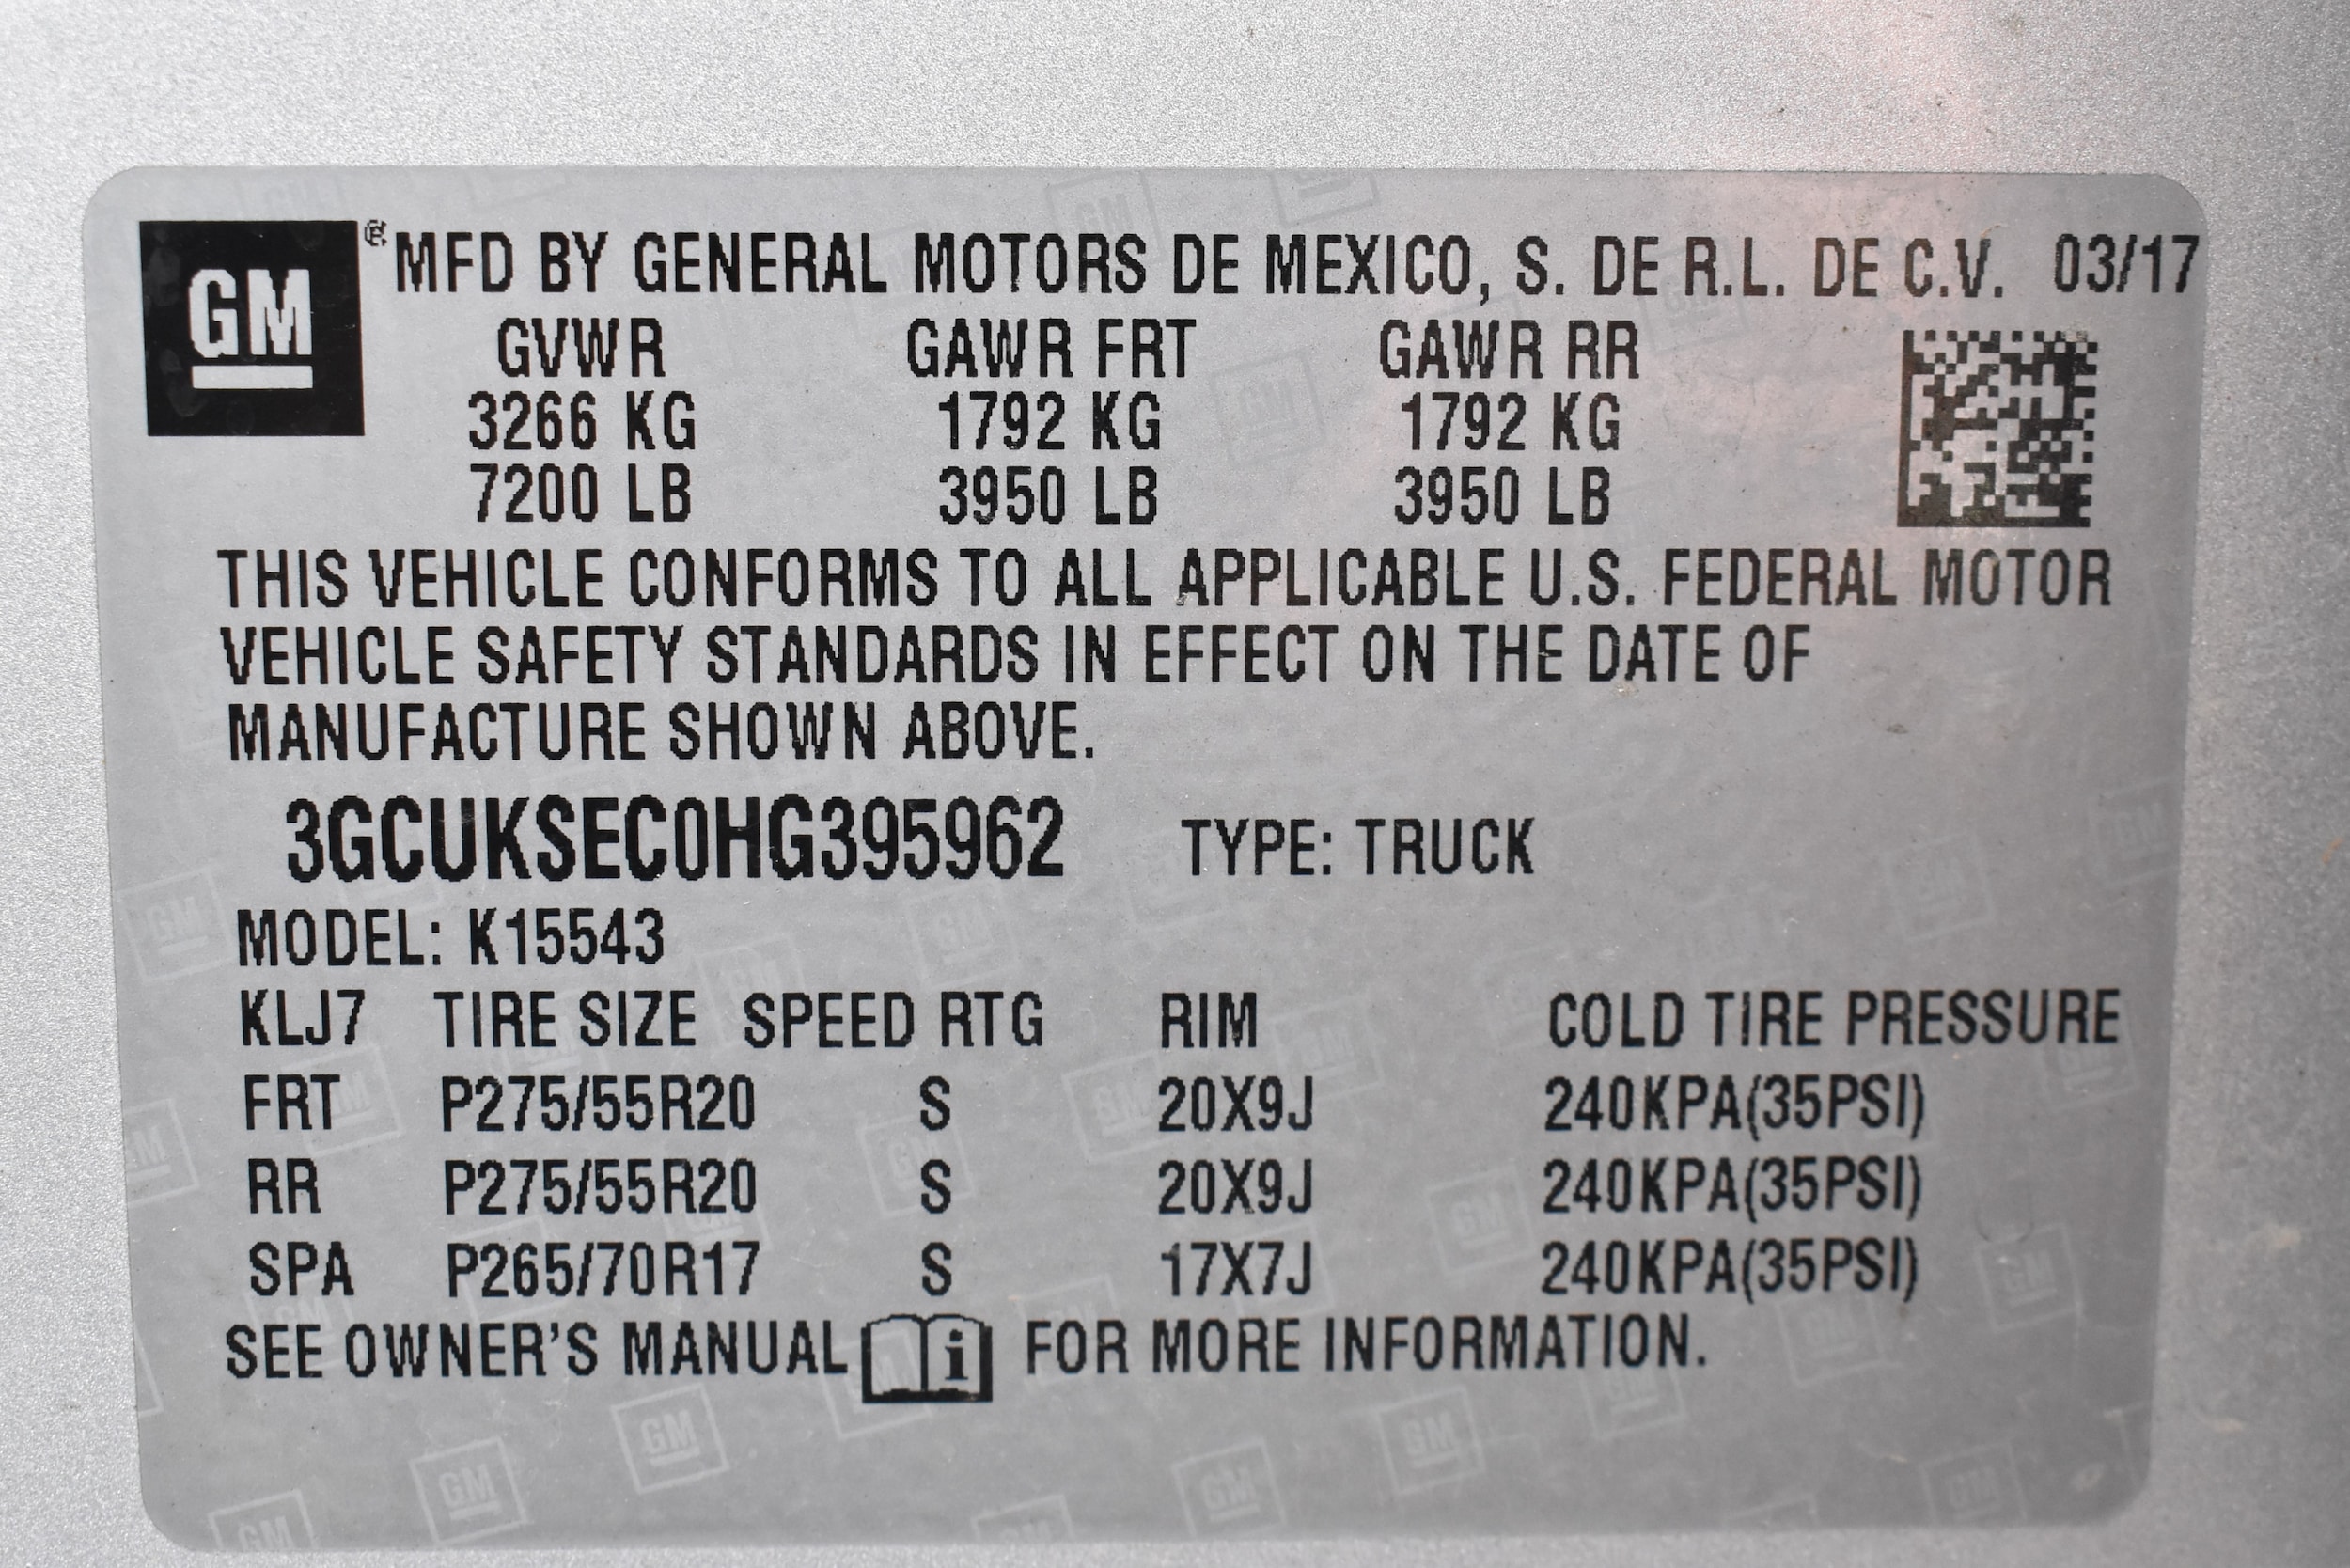 GM ® MFD BY GENERAL MOTORS DE MEXICO, S. DE R.L. DE C.V. 03/17
GVWR GAWR FRT GAWR RR
3266 KG 1792 KG 1792 KG
7200 LB 3950 LB 3950 LB
THIS VEHICLE CONFORMS TO ALL APPLICABLE U.S. FEDERAL MOTOR
VEHICLE SAFETY STANDARDS IN EFFECT ON THE DATE OF
MANUFACTURE SHOWN ABOVE.
3GCUKSEC0HG395962 TYPE: TRUCK
MODEL: K15543
KLJ7 TIRE SIZE SPEED RTG RIM COLD TIRE PRESSURE
FRT P275/55R20 S 20X9J 240KPA(35PSI)
RR P275/55R20 S 20X9J 240KPA(35PSI)
SPA P265/70R17 S 17X7J 240KPA(35PSI)
SEE OWNER'S MANUAL i FOR MORE INFORMATION.